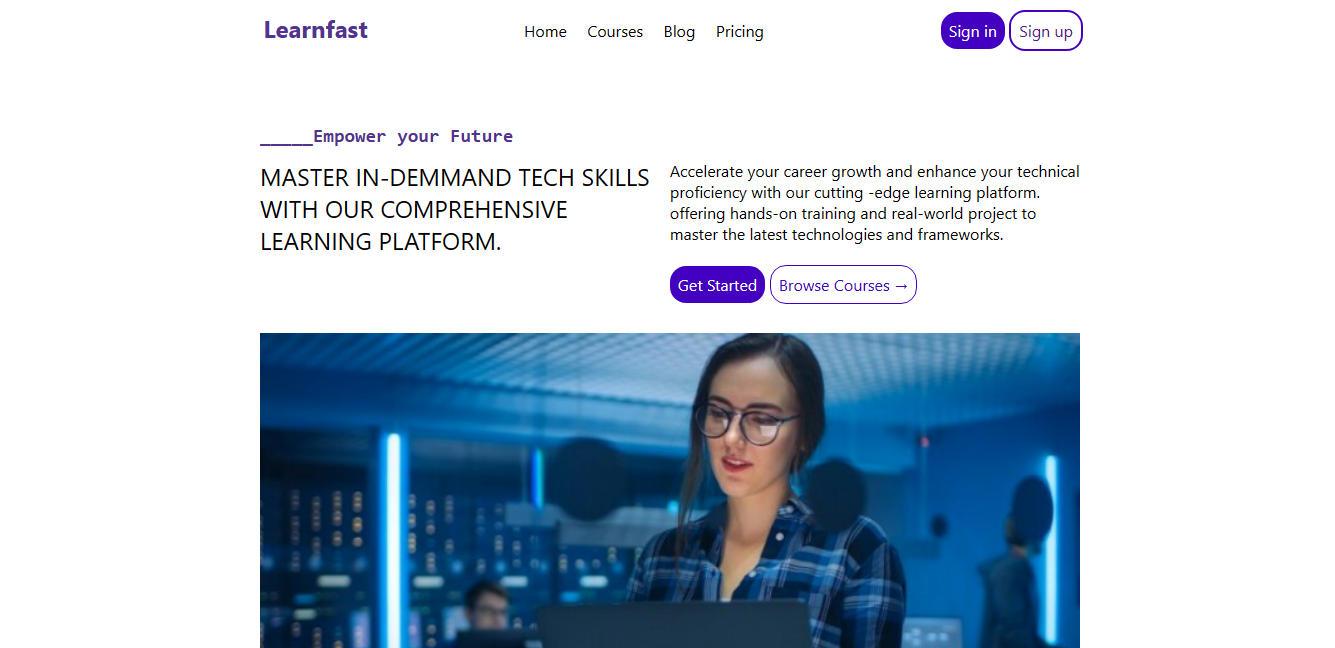 Learnfast
Home Courses Blog Pricing
Sign in Sign up
_____Empower your Future
MASTER IN-DEMMAND TECH SKILLS
WITH OUR COMPREHENSIVE
LEARNING PLATFORM.
Accelerate your career growth and enhance your technical
proficiency with our cutting -edge learning platform.
offering hands-on training and real-world project to
master the latest technologies and frameworks.
Get Started Browse Courses →